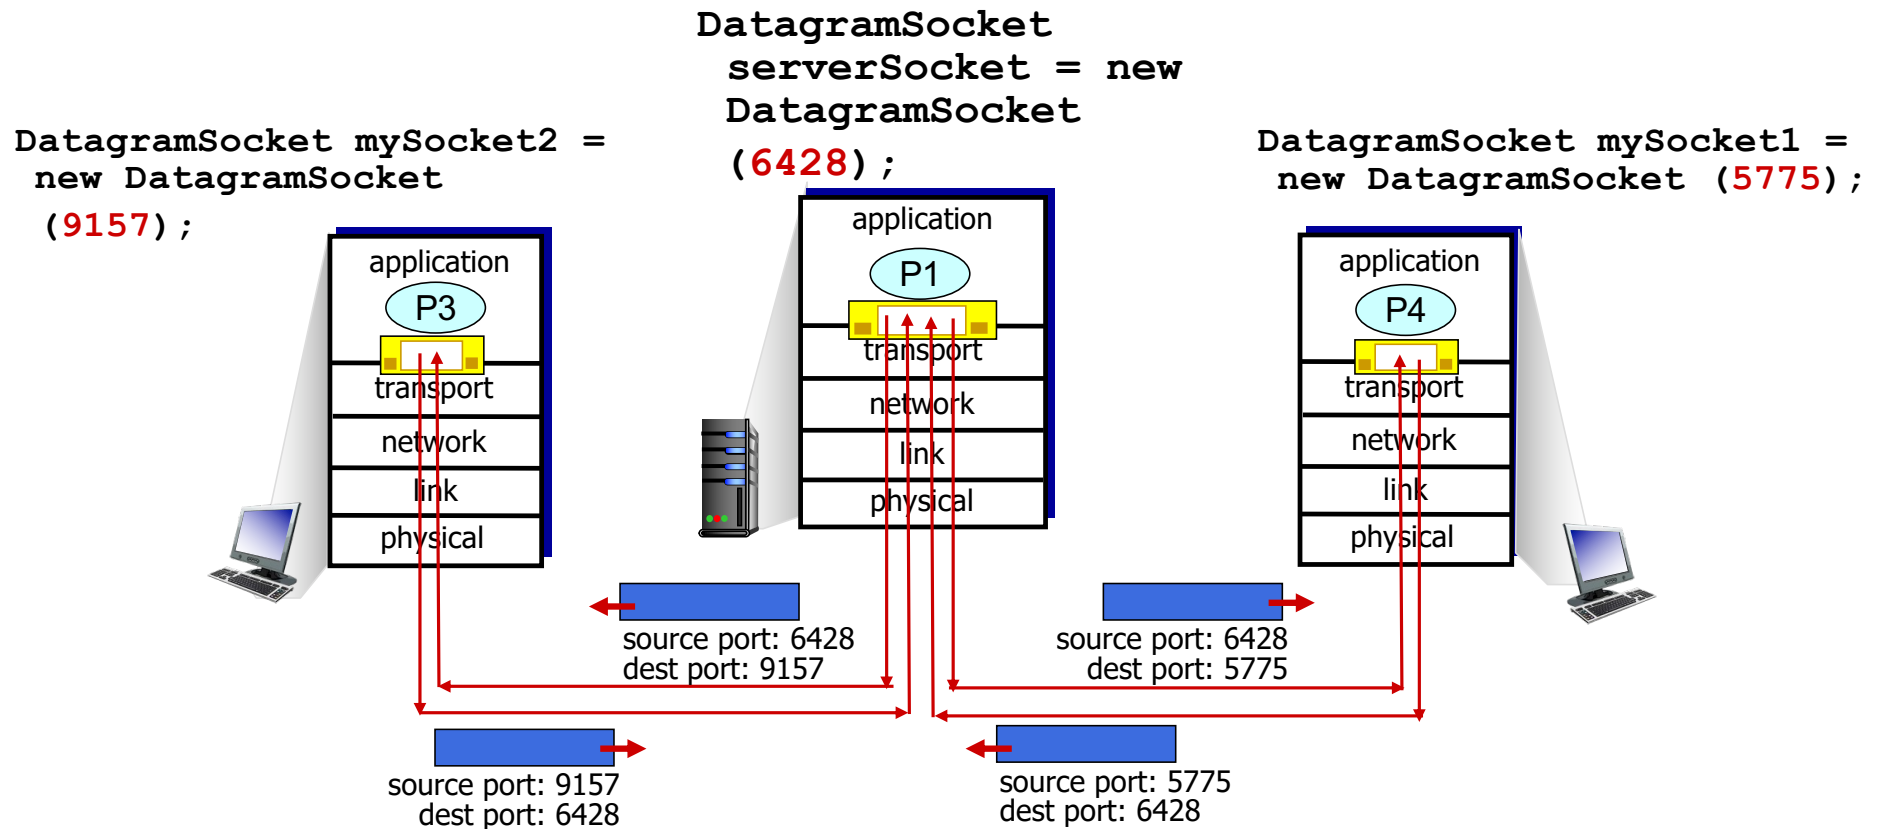 DatagramSocket
serverSocket = new
DatagramSocket
(6428);
DatagramSocket mySocket2 =
new DatagramSocket
(9157);
DatagramSocket mySocket1 =
new DatagramSocket (5775);
application
P3
transport
network
link
physical
application
P1
transport
network
link
physical
application
P4
transport
network
link
physical
source port: 6428
dest port: 9157
source port: 6428
dest port: 5775
source port: 9157
dest port: 6428
source port: 5775
dest port: 6428